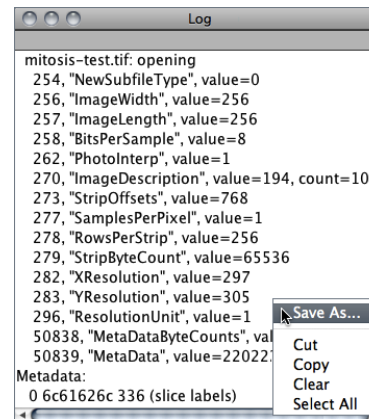 Log
mitosis-test.tif: opening
254, "NewSubfileType", value=0
256, "ImageWidth", value=256
257, "ImageLength", value=256
258, "BitsPerSample", value=8
262, "PhotoInterp", value=1
270, "ImageDescription", value=194, count=10
273, "StripOffsets", value=768
277, "SamplesPerPixel", value=1
278, "RowsPerStrip", value=256
279, "StripByteCount", value=65536
282, "XResolution", value=297
283, "YResolution", value=305
296, "ResolutionUnit", value=1
50838, "MetaDataByteCounts",
50839, "MetaData",
Metadata:
0 6c61626c 336 (slice labels)
Save As...
Cut
Copy
Clear
Select All